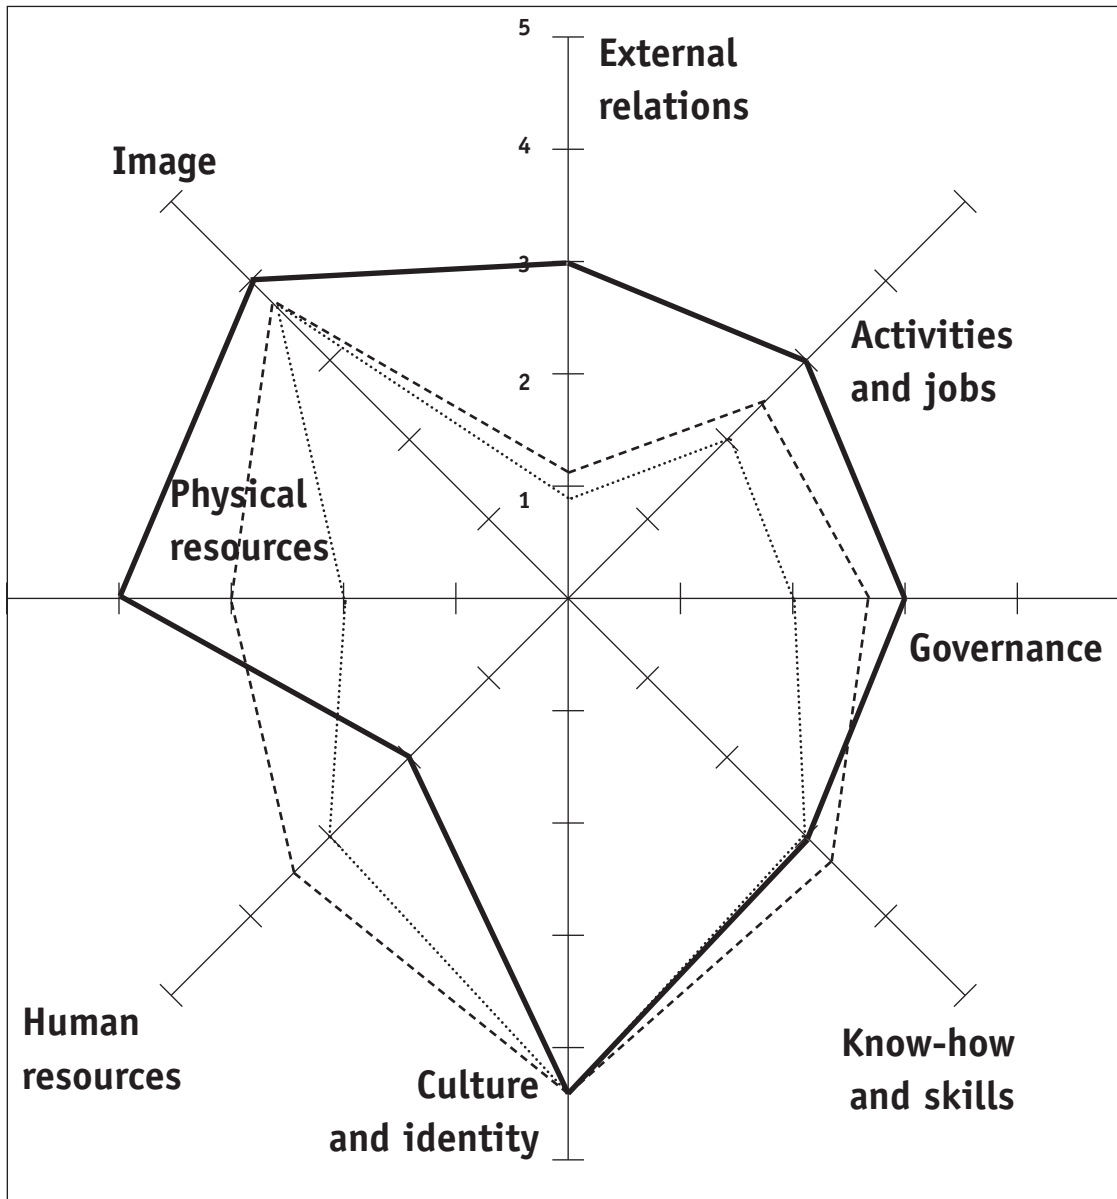 5
External
relations
4
Image
3
Activities
and jobs
2
Physical
resources
1
Governance
Human
resources
Culture
and identity
Know-how
and skills